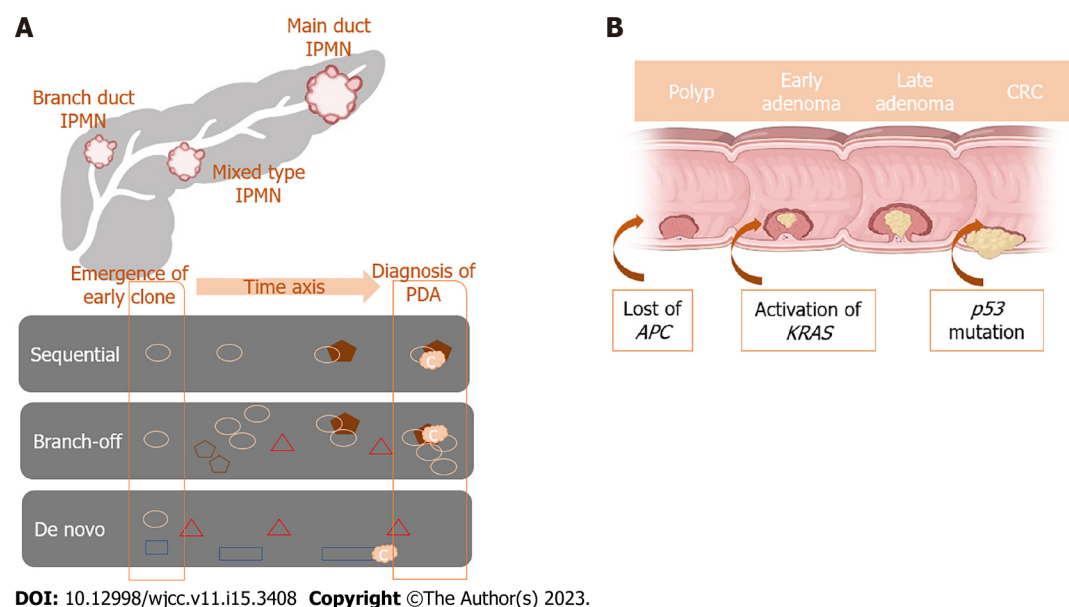 A
Main duct
IPMN
Branch duct
IPMN
Mixed type
IPMN
Emergence of
early clone
Time axis
Diagnosis of
PDA
Sequential
C
Branch-off
C
De novo
C
B
Polyp
Early
adenoma
Late
adenoma
CRC
Lost of
APC
Activation of
KRAS
p53
mutation
DOI: 10.12998/wjcc.v11.i15.3408 Copyright ©The Author(s) 2023.